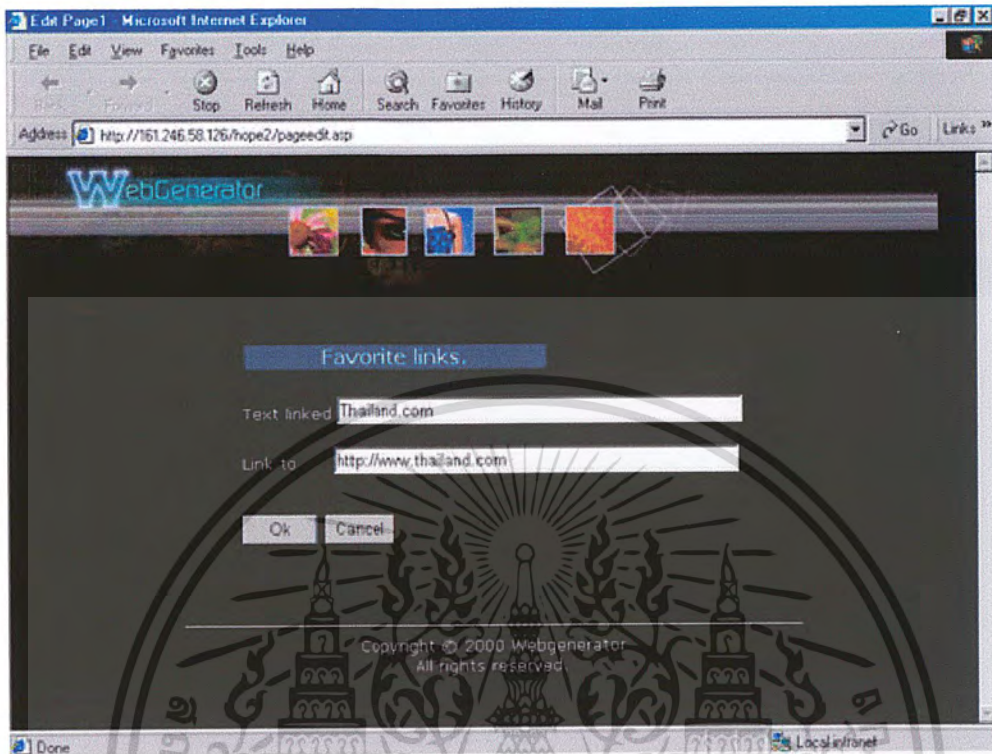 Edit Page1 - Microsoft Internet Explorer
File Edit View Favorites Tools Help
Back Forward Stop Refresh Home Search Favorites History Mail Print
Address http://161.246.58.126/hope2/pageedit.asp Go Links »
WebGenerator
Favorite links.
Text linked Thailand.com
Link to http://www.thailand.com
Ok Cancel
Copyright © 2000 Webgenerator
All rights reserved.
Done Local intranet